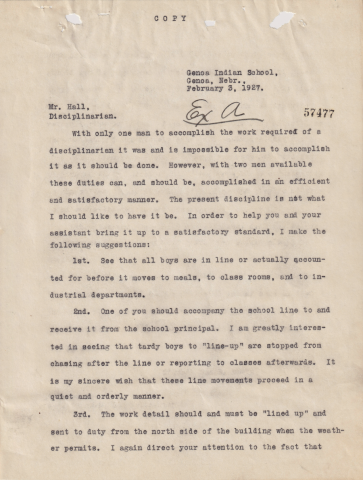 COPY
Genoa Indian School,
Genoa, Nebr.,
February 3, 1927.
Ex A
57477
Mr. Hall,
Disciplinarian.
With only one man to accomplish the work required of a
disciplinarian it was and is impossible for him to accomplish
it as it should be done. However, with two men available
these duties can, and should be, accomplished in an efficient
and satisfactory manner. The present discipline is not what
I should like to have it be. In order to help you and your
assistant bring it up to a satisfactory standard, I make the
following suggestions:
1st. See that all boys are in line or actually accounted
for before it moves to meals, to class rooms, and to in-
dustrial departments.
2nd. One of you should accompany the school line to and
receive it from the school principal. I am greatly interes-
ted in seeing that tardy boys to "line-up" are stopped from
chasing after the line or reporting to classes afterwards. It
is my sincere wish that these line movements proceed in a
quiet and orderly manner.
3rd. The work detail should and must be "lined up" and
sent to duty from the north side of the building when the weath-
er permits. I again direct your attention to the fact that